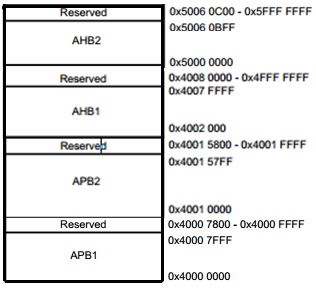 Reserved 0x5006 0C00 - 0x5FFF FFFF
0x5006 0BFF
AHB2
0x5000 0000
Reserved 0x4008 0000 - 0x4FFF FFFF
0x4007 FFFF
AHB1
0x4002 000
Reserved 0x4001 5800 - 0x4001 FFFF
0x4001 57FF
APB2
0x4001 0000
Reserved 0x4000 7800 - 0x4000 FFFF
0x4000 7FFF
APB1
0x4000 0000